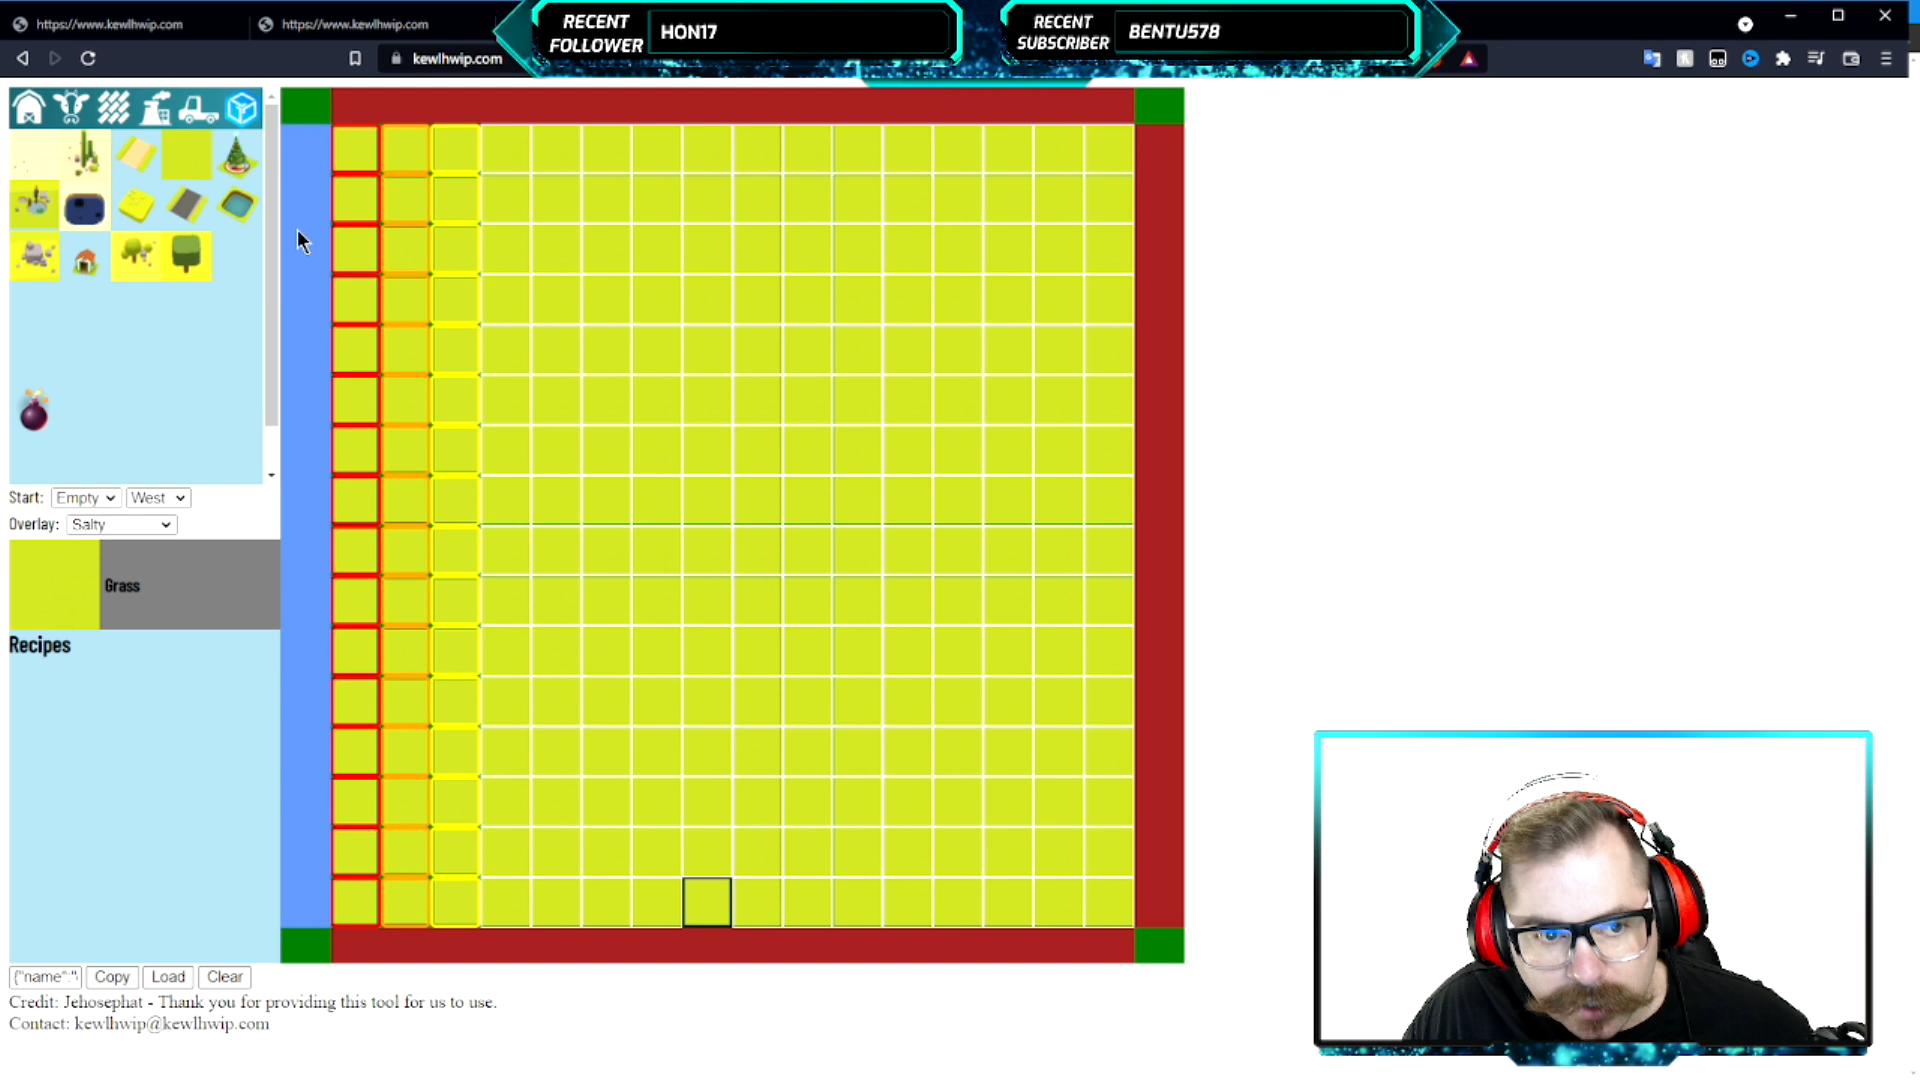 https://www.kewlhwip.com
https://www.kewlhwip.com
RECENT FOLLOWER
HON17
RECENT SUBSCRIBER
BENTU578
kewlhwip.com
Start: Empty West
Overlay: Salty
Grass
Recipes
{"name":"
Copy
Load
Clear
Credit: Jehosephat - Thank you for providing this tool for us to use.
Contact: kewlhwip@kewlhwip.com